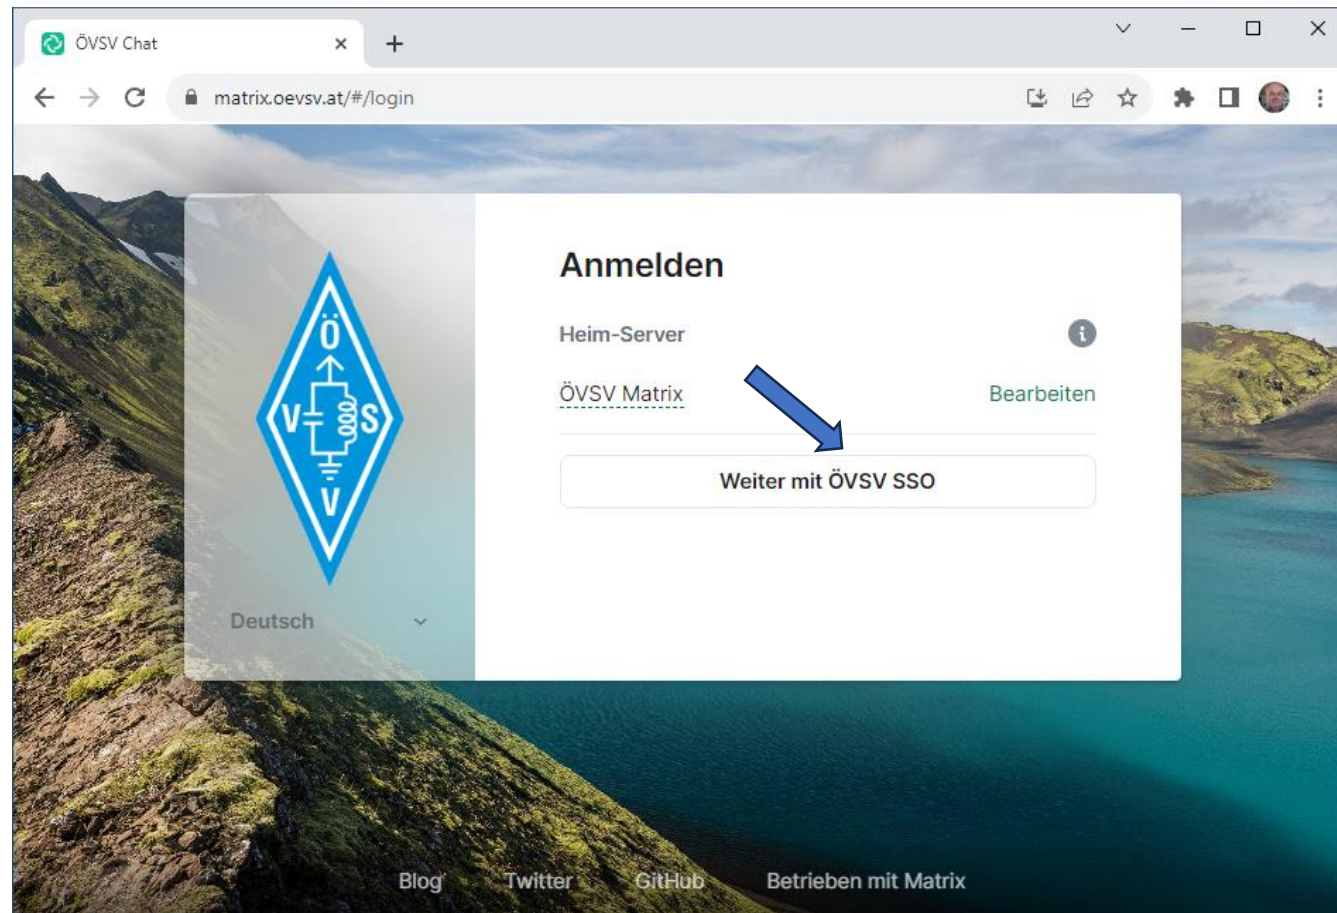 ÖVSV Chat
matrix.oevsv.at/#/login
Ö
V S
V
Anmelden
Heim-Server
ÖVSV Matrix Bearbeiten
Weiter mit ÖVSV SSO
Deutsch
Blog Twitter GitHub Betrieben mit Matrix